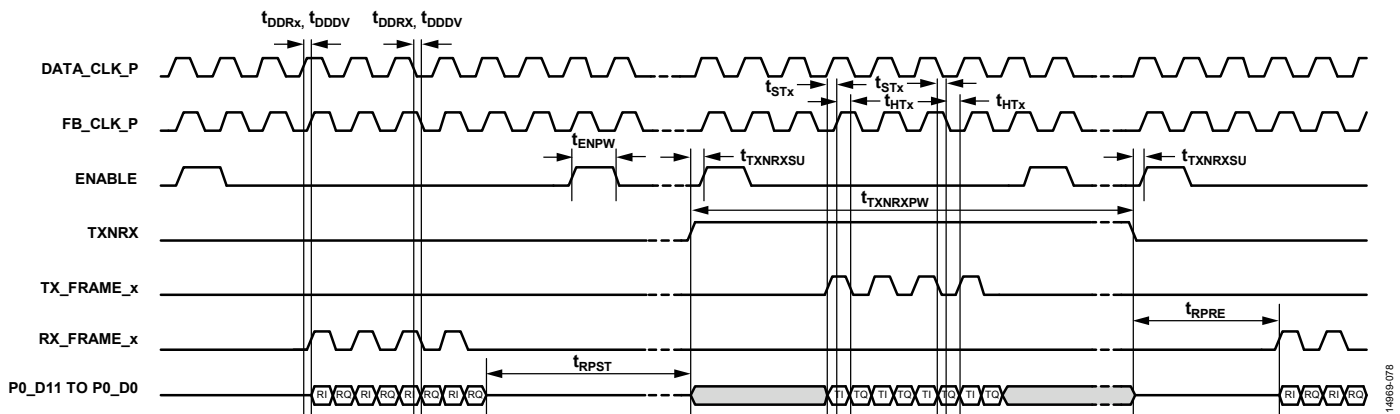 tDDRx, tDDDV tDDRX, tDDDV
DATA_CLK_P
tSTx tSTx
tHTx tHTx
FB_CLK_P
tENPW
tTXNRXSU tTXNRXSU
ENABLE
tTXNRXPW
TXNRX
TX_FRAME_x
tRPRE
RX_FRAME_x
tRPST
P0_D11 TO P0_D0 RI RQ RI RQ RI RQ RI RQ TI TQ TI TQ TI TQ TI TQ RI RQ RI RQ
14989-078